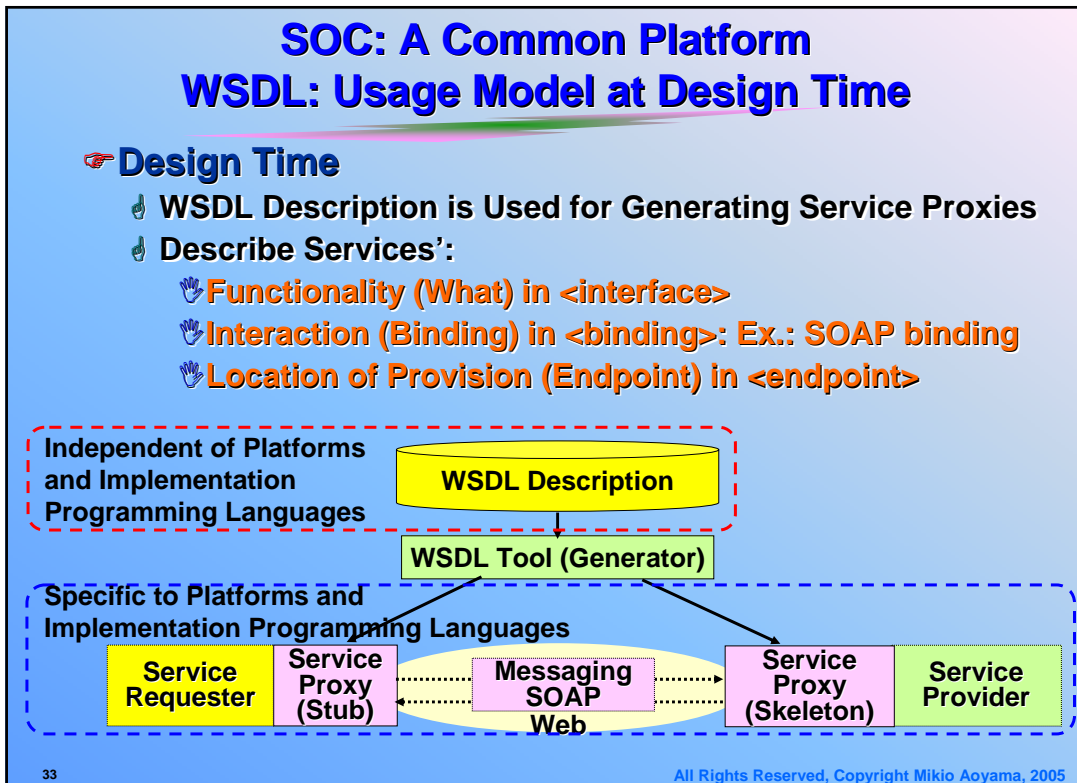 SOC: A Common Platform
WSDL: Usage Model at Design Time
Design Time
WSDL Description is Used for Generating Service Proxies
Describe Services’:
Functionality (What) in <interface>
Interaction (Binding) in <binding>: Ex.: SOAP binding
Location of Provision (Endpoint) in <endpoint>
Independent of Platforms
and Implementation
Programming Languages
WSDL Description
WSDL Tool (Generator)
Specific to Platforms and
Implementation Programming Languages
Service
Requester
Service
Proxy
(Stub)
Messaging
SOAP
Web
Service
Proxy
(Skeleton)
Service
Provider
33
All Rights Reserved, Copyright Mikio Aoyama, 2005